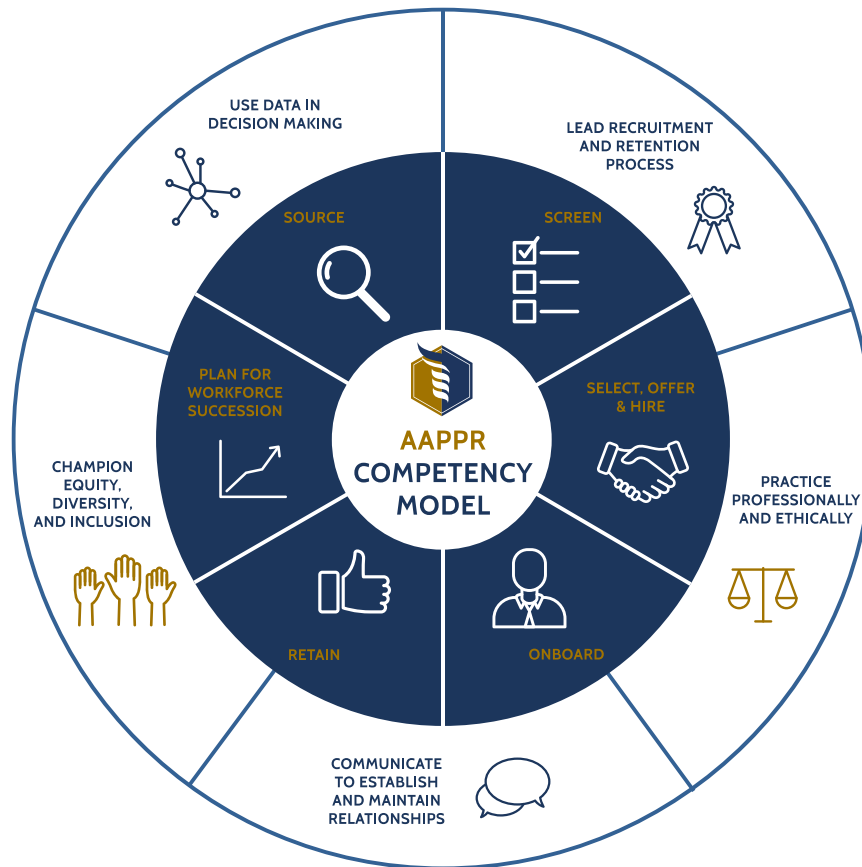 USE DATA IN
DECISION MAKING
LEAD RECRUITMENT
AND RETENTION
PROCESS
SOURCE
SCREEN
PLAN FOR
WORKFORCE
SUCCESSION
SELECT, OFFER
& HIRE
AAPPR
COMPETENCY
MODEL
CHAMPION
EQUITY,
DIVERSITY,
AND INCLUSION
PRACTICE
PROFESSIONALLY
AND ETHICALLY
RETAIN
ONBOARD
COMMUNICATE
TO ESTABLISH
AND MAINTAIN
RELATIONSHIPS